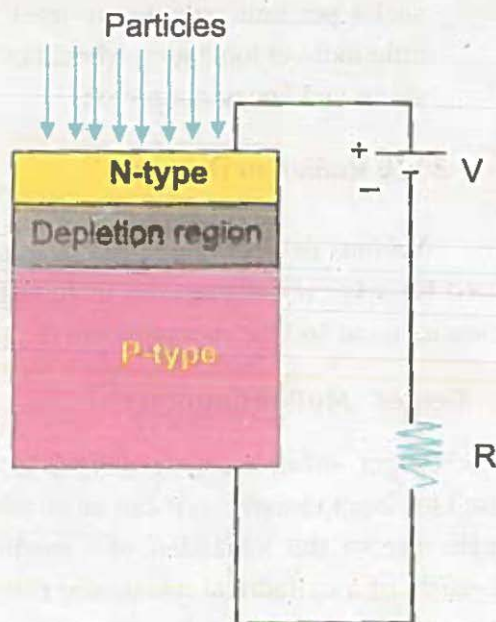 Particles
N-type
Depletion region
P-type
+
−
V
R